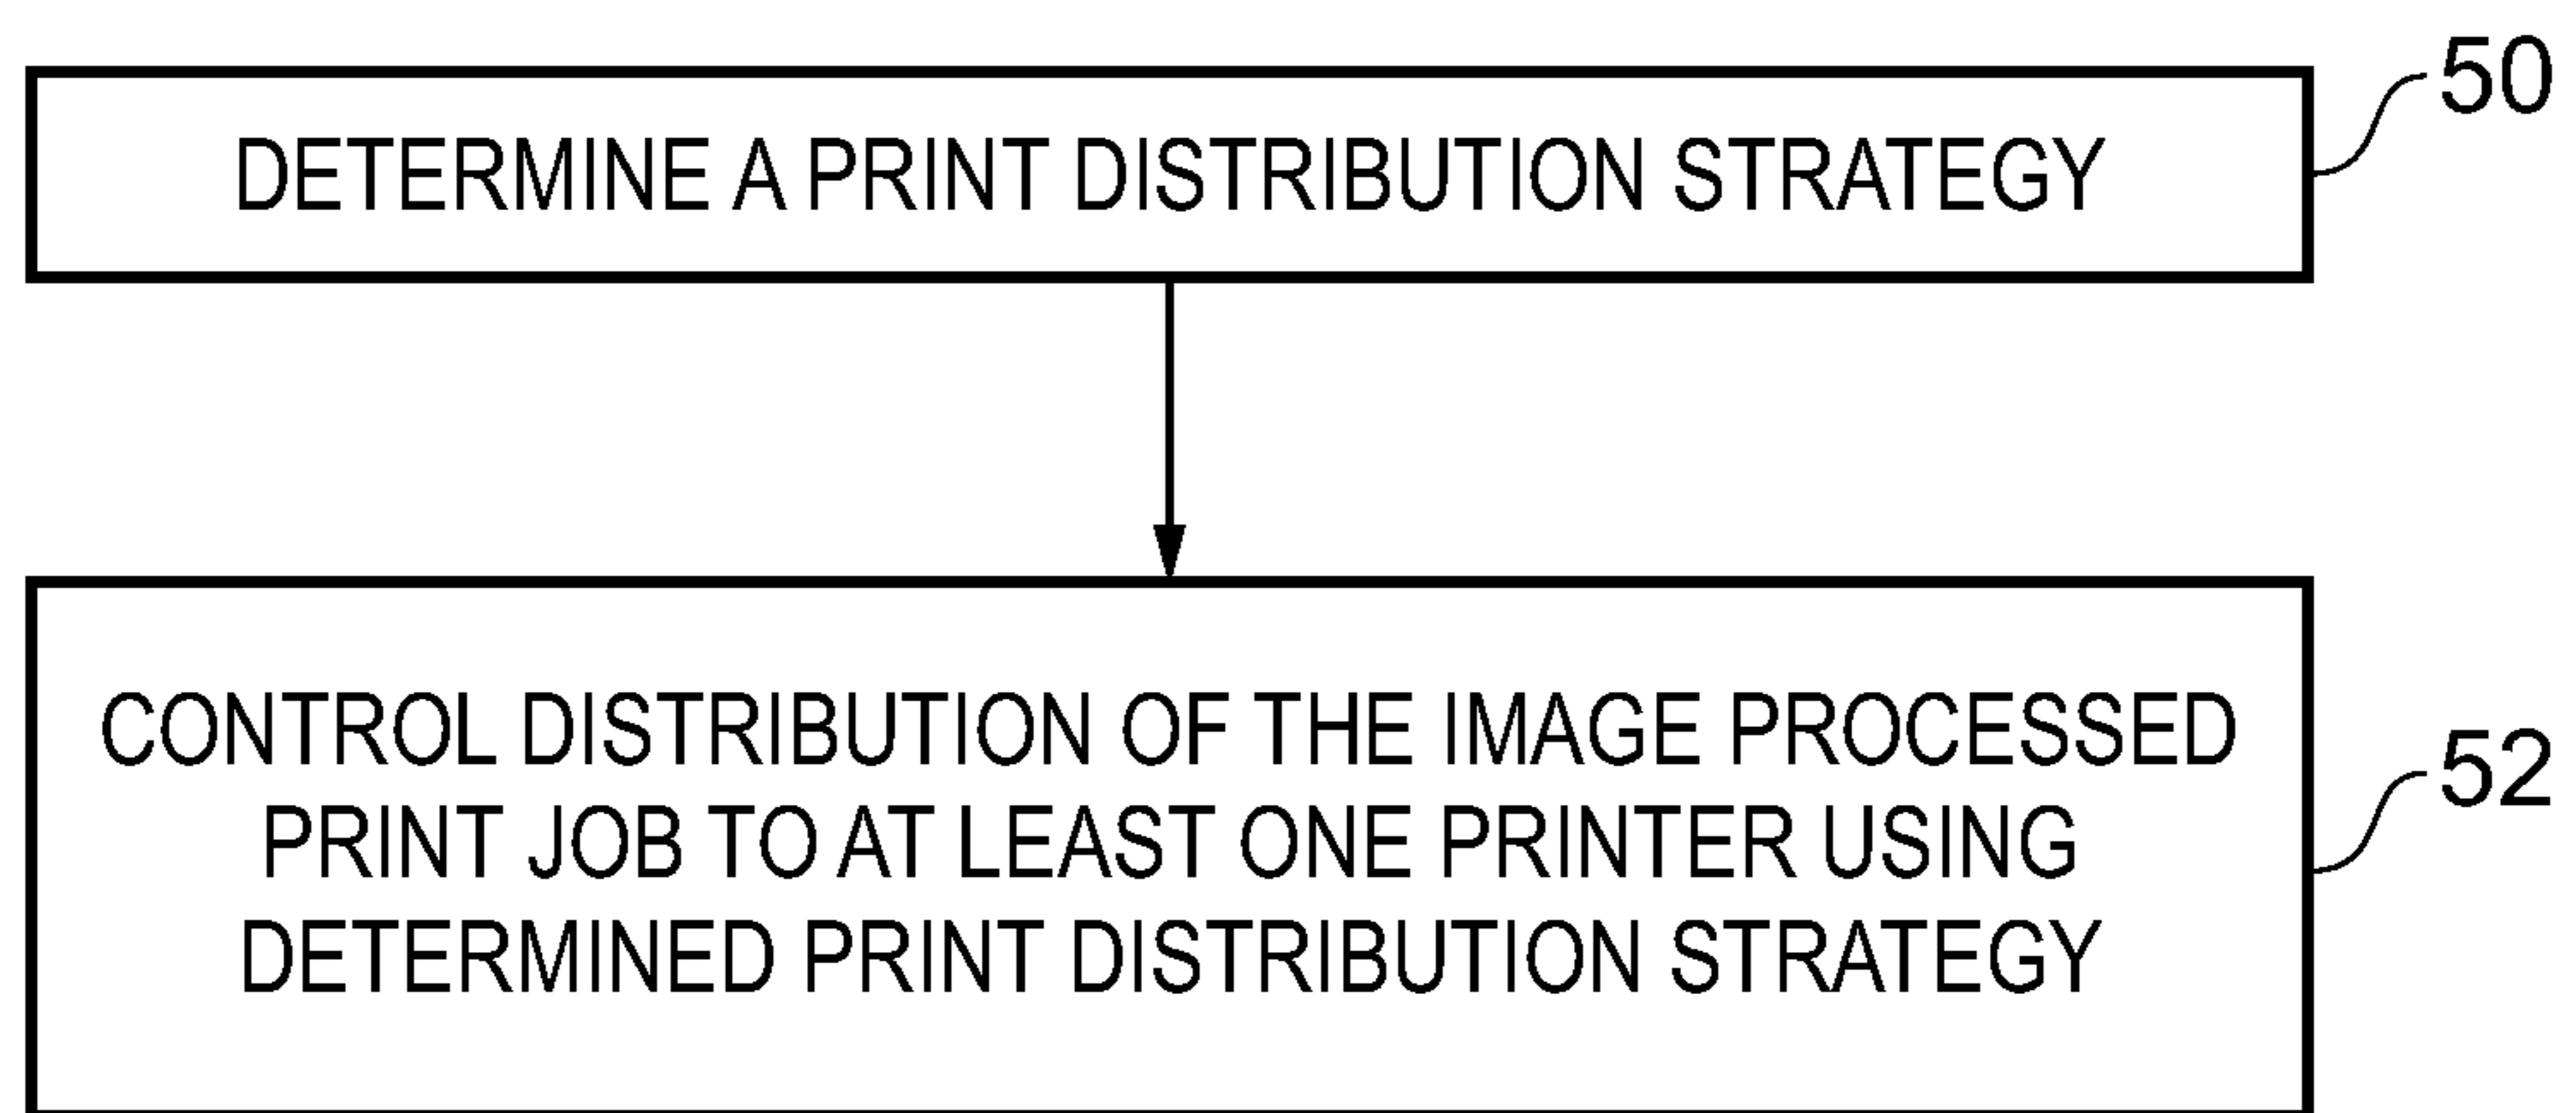 50
DETERMINE A PRINT DISTRIBUTION STRATEGY
CONTROL DISTRIBUTION OF THE IMAGE PROCESSED
52
PRINT JOB TO AT LEAST ONE PRINTER USING
DETERMINED PRINT DISTRIBUTION STRATEGY